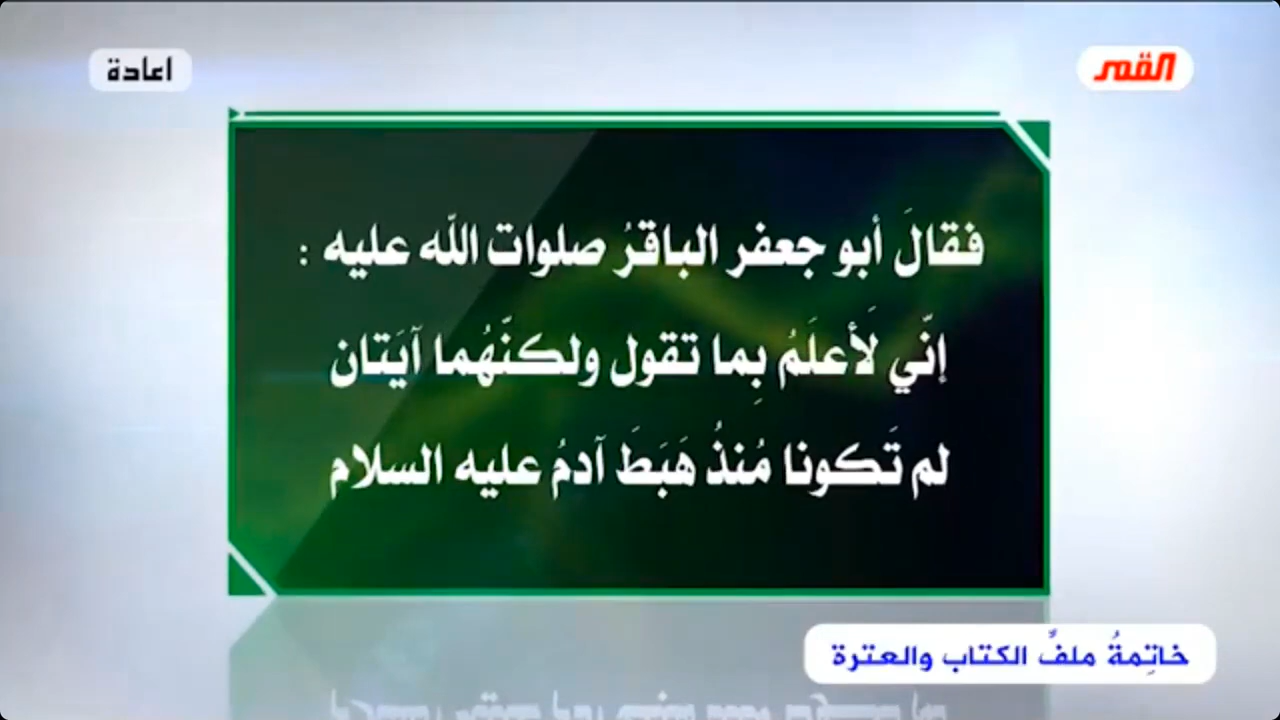 القمر
اعادة
فقالَ أبو جعفر الباقرُ صلوات الله عليه :
إنّي لَأعلَمُ بِما تقول ولكنّهُما آيَتان
لم تَكونا مُنذُ هَبَطَ آدمُ عليه السلام
خاتِمةُ ملفِّ الكتاب والعترة